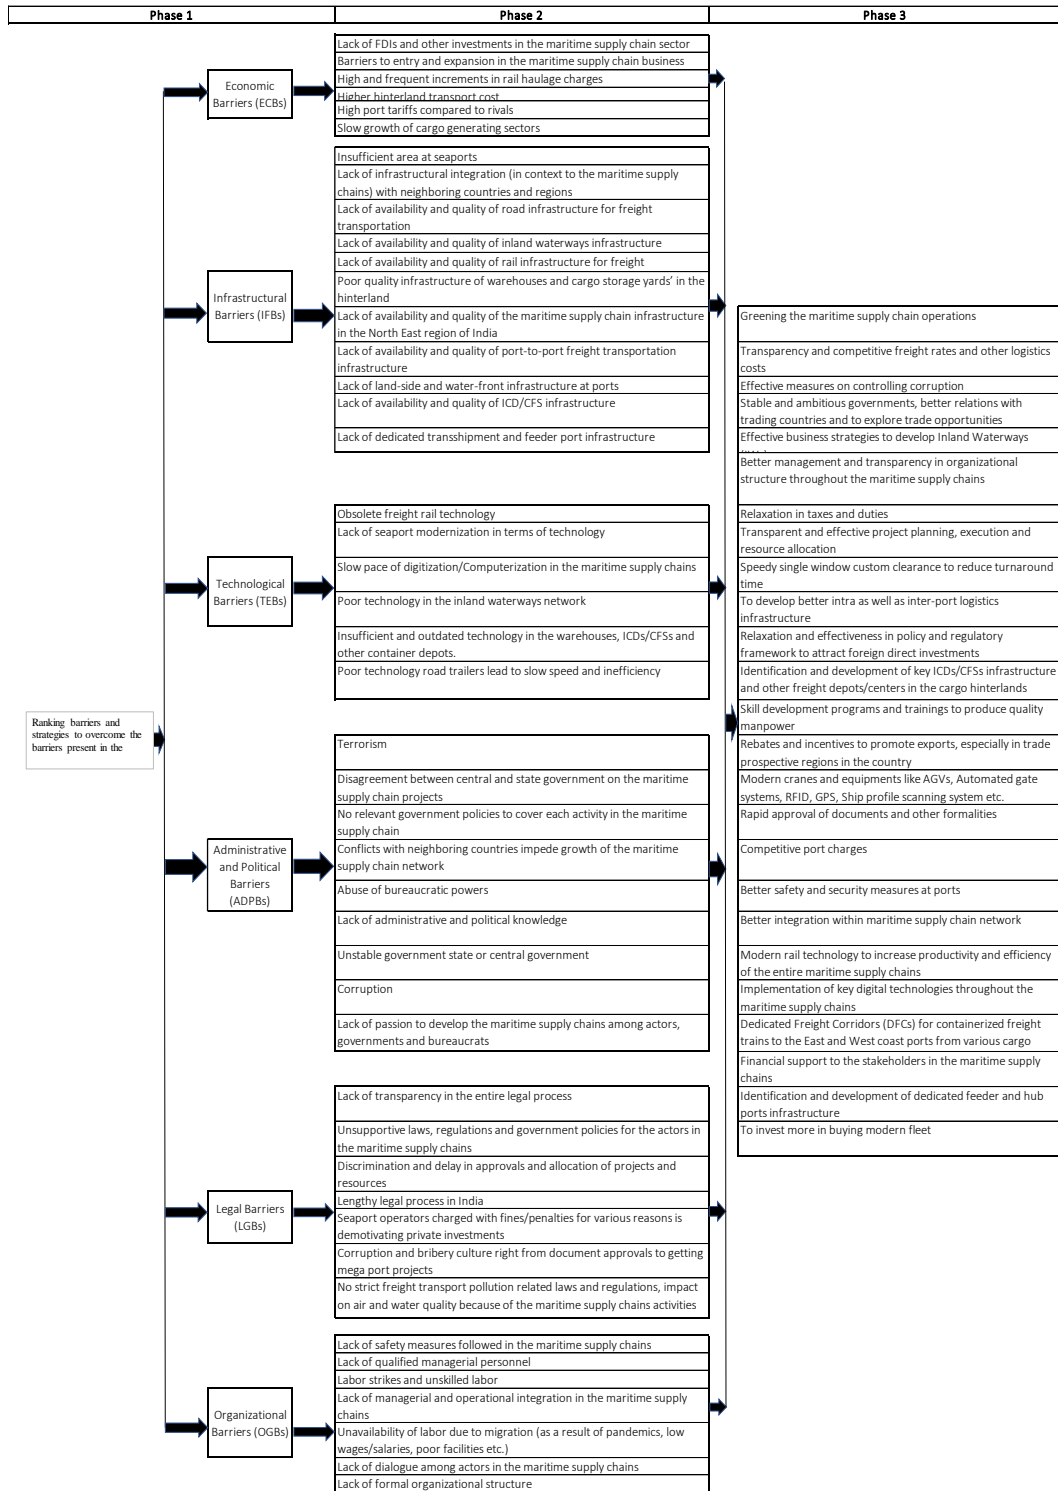 Phase 1
Phase 2
Phase 3
Ranking barriers and
strategies to overcome the
barriers present in the
Economic
Barriers (ECBs)
Lack of FDIs and other investments in the maritime supply chain sector
Barriers to entry and expansion in the maritime supply chain business
High and frequent increments in rail haulage charges
Higher hinterland transport cost
High port tariffs compared to rivals
Slow growth of cargo generating sectors
Infrastructural
Barriers (IFBs)
Insufficient area at seaports
Lack of infrastructural integration (in context to the maritime supply
chains) with neighboring countries and regions
Lack of availability and quality of road infrastructure for freight
transportation
Lack of availability and quality of inland waterways infrastructure
Lack of availability and quality of rail infrastructure for freight
Poor quality infrastructure of warehouses and cargo storage yards' in the
hinterland
Lack of availability and quality of the maritime supply chain infrastructure
in the North East region of India
Lack of availability and quality of port-to-port freight transportation
infrastructure
Lack of land-side and water-front infrastructure at ports
Lack of availability and quality of ICD/CFS infrastructure
Lack of dedicated transshipment and feeder port infrastructure
Technological
Barriers (TEBs)
Obsolete freight rail technology
Lack of seaport modernization in terms of technology
Slow pace of digitization/Computerization in the maritime supply chains
Poor technology in the inland waterways network
Insufficient and outdated technology in the warehouses, ICDs/CFSs and
other container depots.
Poor technology road trailers lead to slow speed and inefficiency
Administrative
and Political
Barriers
(ADPBs)
Terrorism
Disagreement between central and state government on the maritime
supply chain projects
No relevant government policies to cover each activity in the maritime
supply chain
Conflicts with neighboring countries impede growth of the maritime
supply chain network
Abuse of bureaucratic powers
Lack of administrative and political knowledge
Unstable government state or central government
Corruption
Lack of passion to develop the maritime supply chains among actors,
governments and bureaucrats
Legal Barriers
(LGBs)
Lack of transparency in the entire legal process
Unsupportive laws, regulations and government policies for the actors in
the maritime supply chains
Discrimination and delay in approvals and allocation of projects and
resources
Lengthy legal process in India
Seaport operators charged with fines/penalties for various reasons is
demotivating private investments
Corruption and bribery culture right from document approvals to getting
mega port projects
No strict freight transport pollution related laws and regulations, impact
on air and water quality because of the maritime supply chains activities
Organizational
Barriers (OGBs)
Lack of safety measures followed in the maritime supply chains
Lack of qualified managerial personnel
Labor strikes and unskilled labor
Lack of managerial and operational integration in the maritime supply
chains
Unavailability of labor due to migration (as a result of pandemics, low
wages/salaries, poor facilities etc.)
Lack of dialogue among actors in the maritime supply chains
Lack of formal organizational structure
Greening the maritime supply chain operations
Transparency and competitive freight rates and other logistics
costs
Effective measures on controlling corruption
Stable and ambitious governments, better relations with
trading countries and to explore trade opportunities
Effective business strategies to develop Inland Waterways
Better management and transparency in organizational
structure throughout the maritime supply chains
Relaxation in taxes and duties
Transparent and effective project planning, execution and
resource allocation
Speedy single window custom clearance to reduce turnaround
time
To develop better intra as well as inter-port logistics
infrastructure
Relaxation and effectiveness in policy and regulatory
framework to attract foreign direct investments
Identification and development of key ICDs/CFSs infrastructure
and other freight depots/centers in the cargo hinterlands
Skill development programs and trainings to produce quality
manpower
Rebates and incentives to promote exports, especially in trade
prospective regions in the country
Modern cranes and equipments like AGVs, Automated gate
systems, RFID, GPS, Ship profile scanning system etc.
Rapid approval of documents and other formalities
Competitive port charges
Better safety and security measures at ports
Better integration within maritime supply chain network
Modern rail technology to increase productivity and efficiency
of the entire maritime supply chains
Implementation of key digital technologies throughout the
maritime supply chains
Dedicated Freight Corridors (DFCs) for containerized freight
trains to the East and West coast ports from various cargo
Financial support to the stakeholders in the maritime supply
chains
Identification and development of dedicated feeder and hub
ports infrastructure
To invest more in buying modern fleet